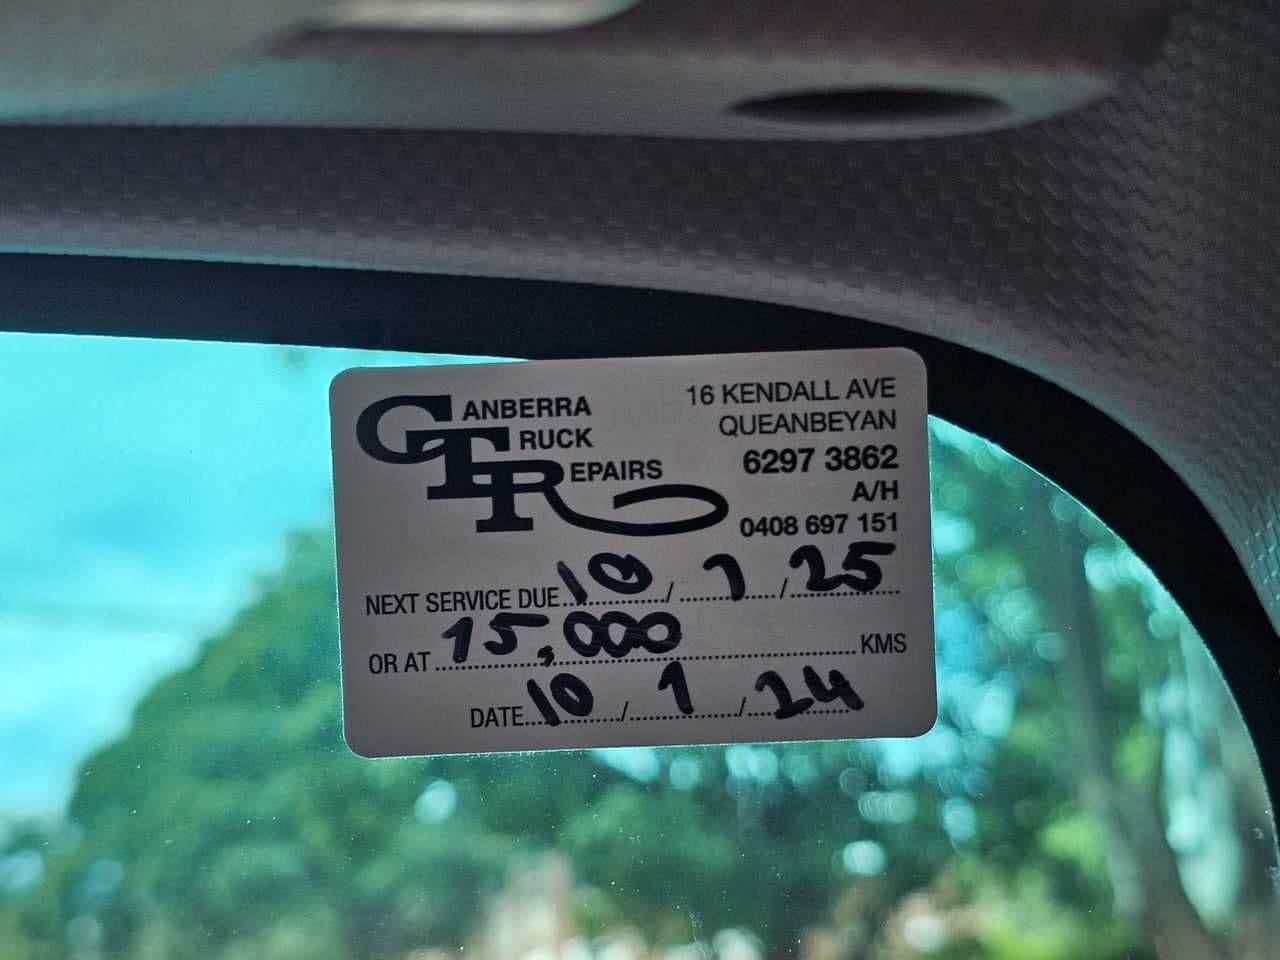 CANBERRA
TRUCK
REPAIRS
16 KENDALL AVE
QUEANBEYAN
6297 3862
A/H
0408 697 151
NEXT SERVICE DUE 10 / 1 / 25
OR AT 15,000 KMS
DATE 10 / 1 / 24